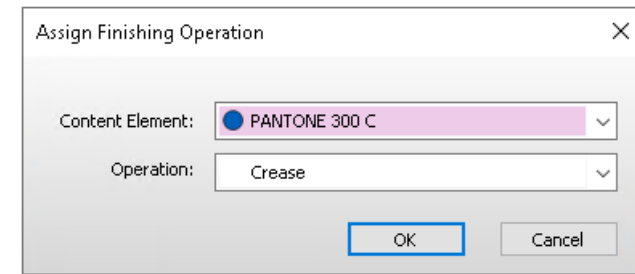 Assign Finishing Operation
Content Element: PANTONE 300 C
Operation: Crease
OK Cancel